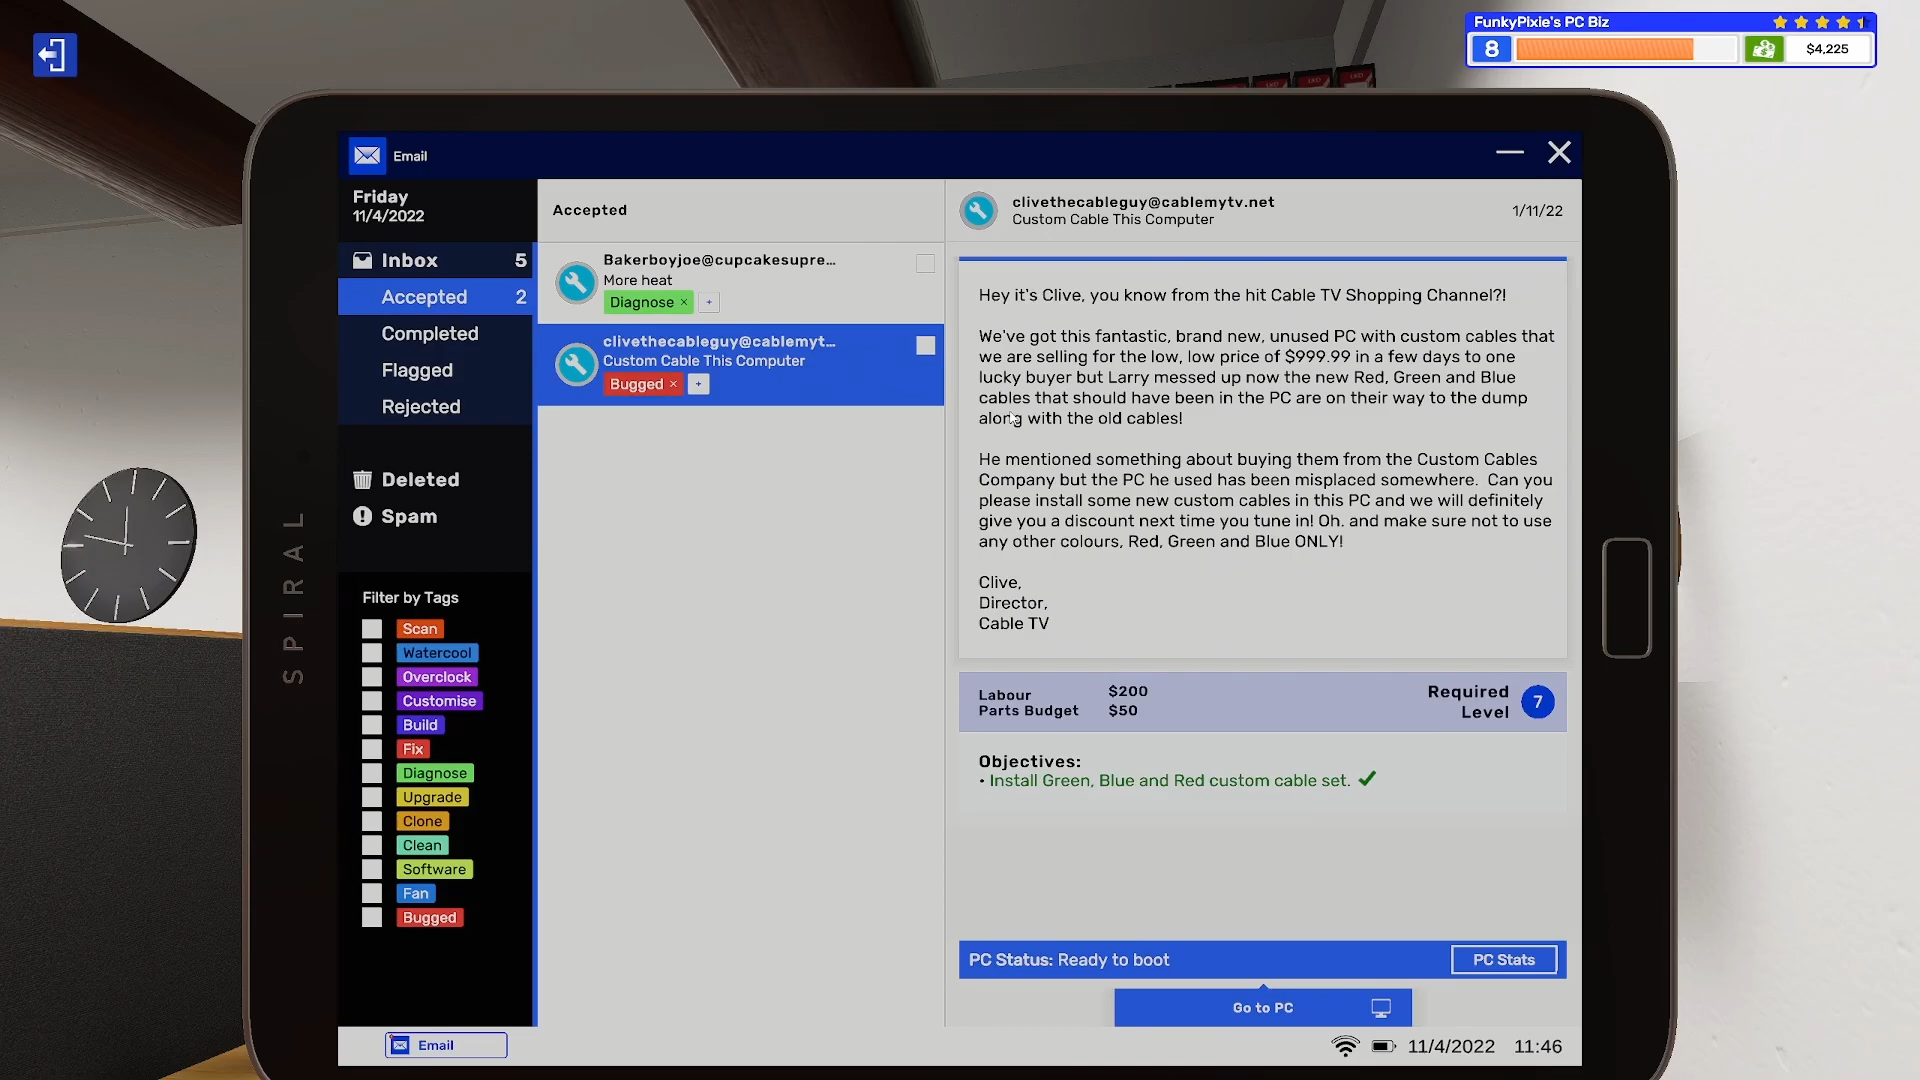 FunkyPixie's PC Biz
8
$4,225
Email
Friday
11/4/2022
Inbox 5
Accepted 2
Completed
Flagged
Rejected
Deleted
Spam
Filter by Tags
Scan
Watercool
Overclock
Customise
Build
Fix
Diagnose
Upgrade
Clone
Clean
Software
Fan
Bugged
Accepted
Bakerboyjoe@cupcakesupre...
More heat
Diagnose × +
clivethecableguy@cablemyt...
Custom Cable This Computer
Bugged × +
clivethecableguy@cablemytv.net
Custom Cable This Computer
1/11/22
Hey it's Clive, you know from the hit Cable TV Shopping Channel?!
We've got this fantastic, brand new, unused PC with custom cables that
we are selling for the low, low price of $999.99 in a few days to one
lucky buyer but Larry messed up now the new Red, Green and Blue
cables that should have been in the PC are on their way to the dump
along with the old cables!
He mentioned something about buying them from the Custom Cables
Company but the PC he used has been misplaced somewhere. Can you
please install some new custom cables in this PC and we will definitely
give you a discount next time you tune in! Oh. and make sure not to use
any other colours, Red, Green and Blue ONLY!
Clive,
Director,
Cable TV
Labour $200
Parts Budget $50
Required
Level 7
Objectives:
• Install Green, Blue and Red custom cable set.
PC Status: Ready to boot
PC Stats
Go to PC
Email
11/4/2022 11:46
SPIRAL